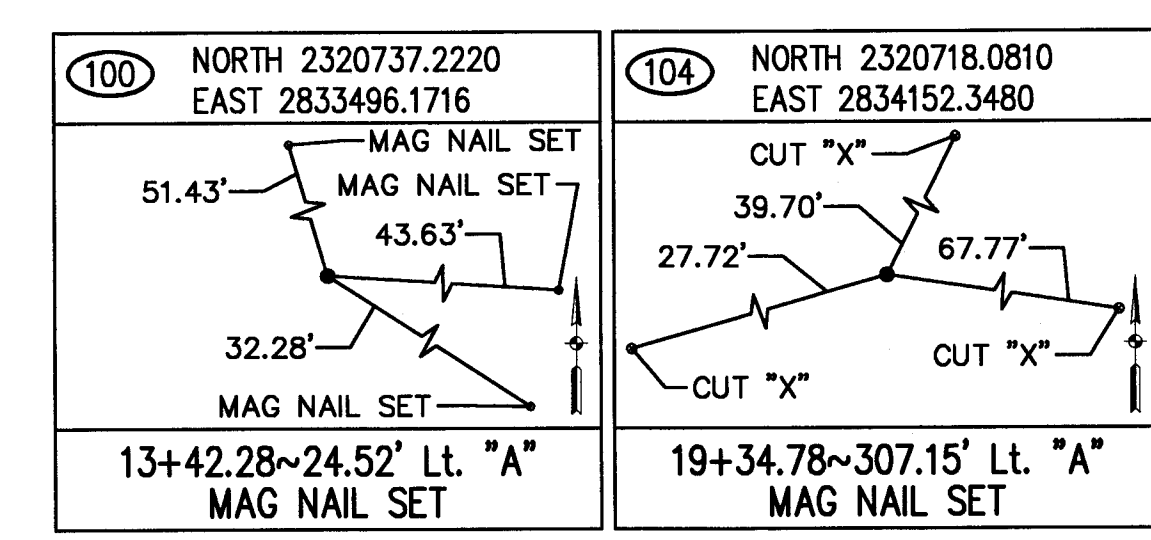 100
NORTH 2320737.2220
EAST 2833496.1716
MAG NAIL SET
51.43'
MAG NAIL SET
43.63'
32.28'
MAG NAIL SET
13+42.28~24.52' Lt. "A"
MAG NAIL SET
104
NORTH 2320718.0810
EAST 2834152.3480
CUT "X"
39.70'
27.72'
67.77'
CUT "X"
CUT "X"
19+34.78~307.15' Lt. "A"
MAG NAIL SET